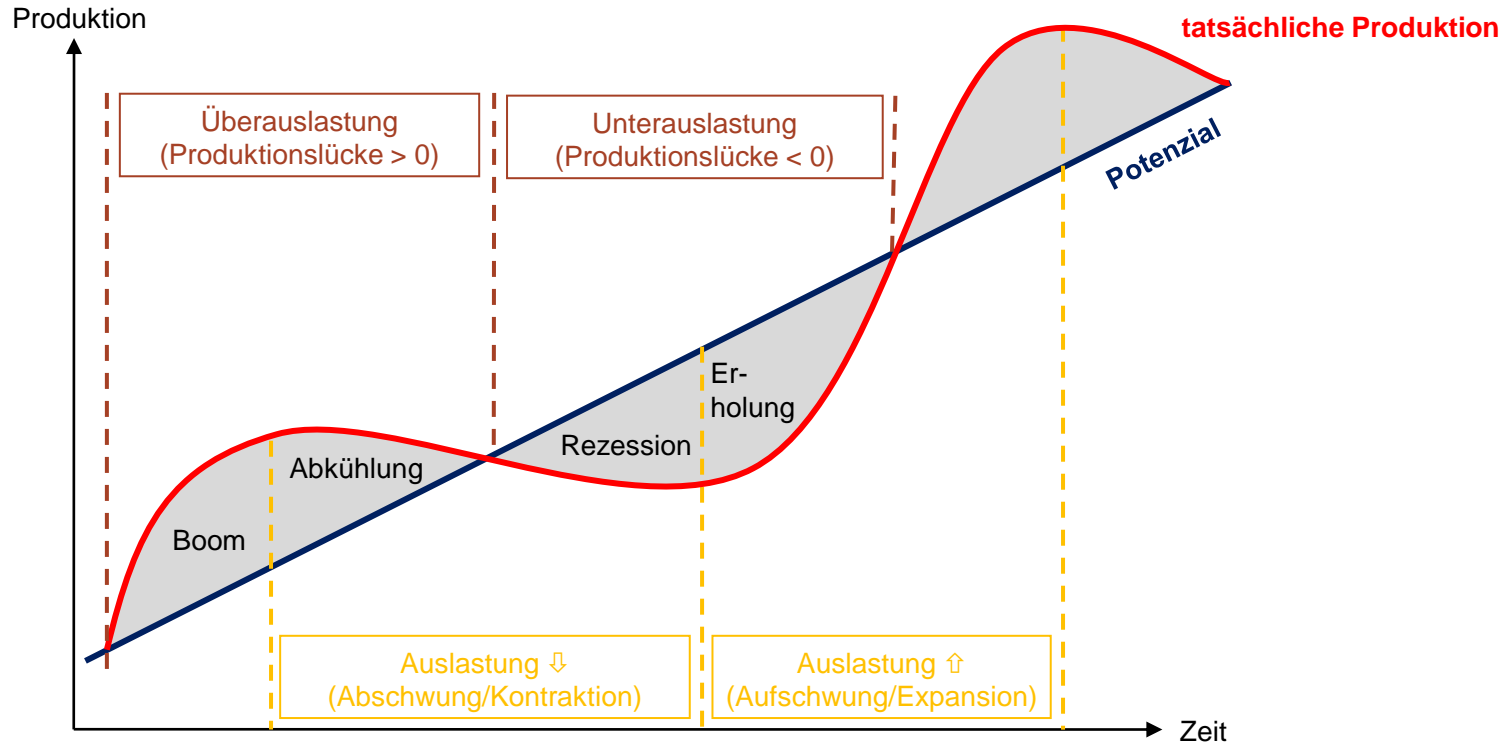 Produktion
tatsächliche Produktion
Überauslastung
(Produktionslücke > 0)
Unterauslastung
(Produktionslücke < 0)
Potenzial
Er-
holung
Rezession
Abkühlung
Boom
Auslastung ⇩
(Abschwung/Kontraktion)
Auslastung ⇧
(Aufschwung/Expansion)
Zeit